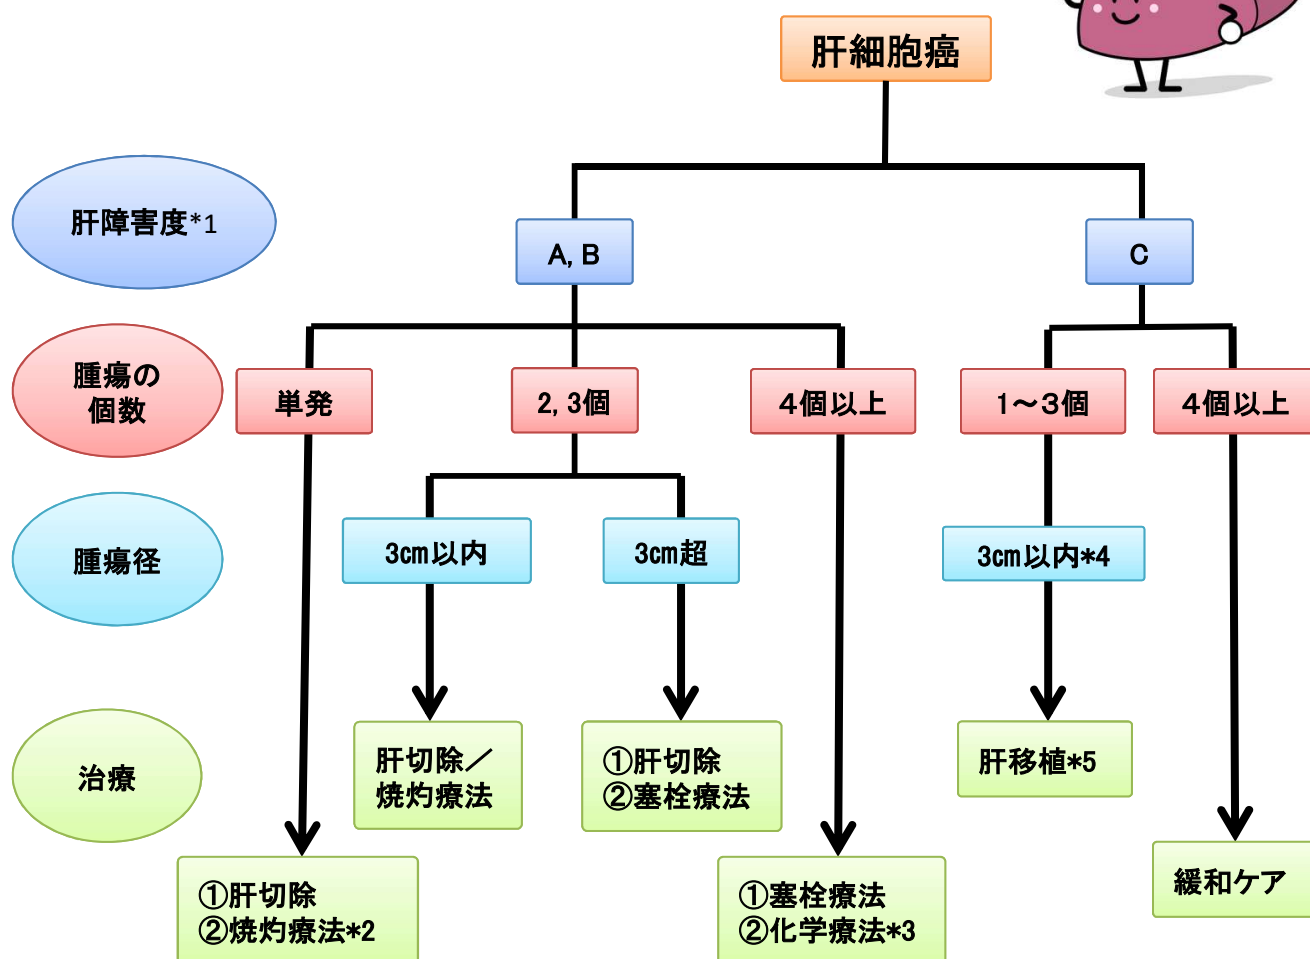 肝細胞癌
肝障害度*1
A, B
C
腫瘍の
個数
単発
2, 3個
4個以上
1～3個
4個以上
腫瘍径
3cm以内
3cm超
3cm以内*4
治療
肝切除／
焼灼療法
①肝切除
②塞栓療法
肝移植*5
①肝切除
②焼灼療法*2
①塞栓療法
②化学療法*3
緩和ケア